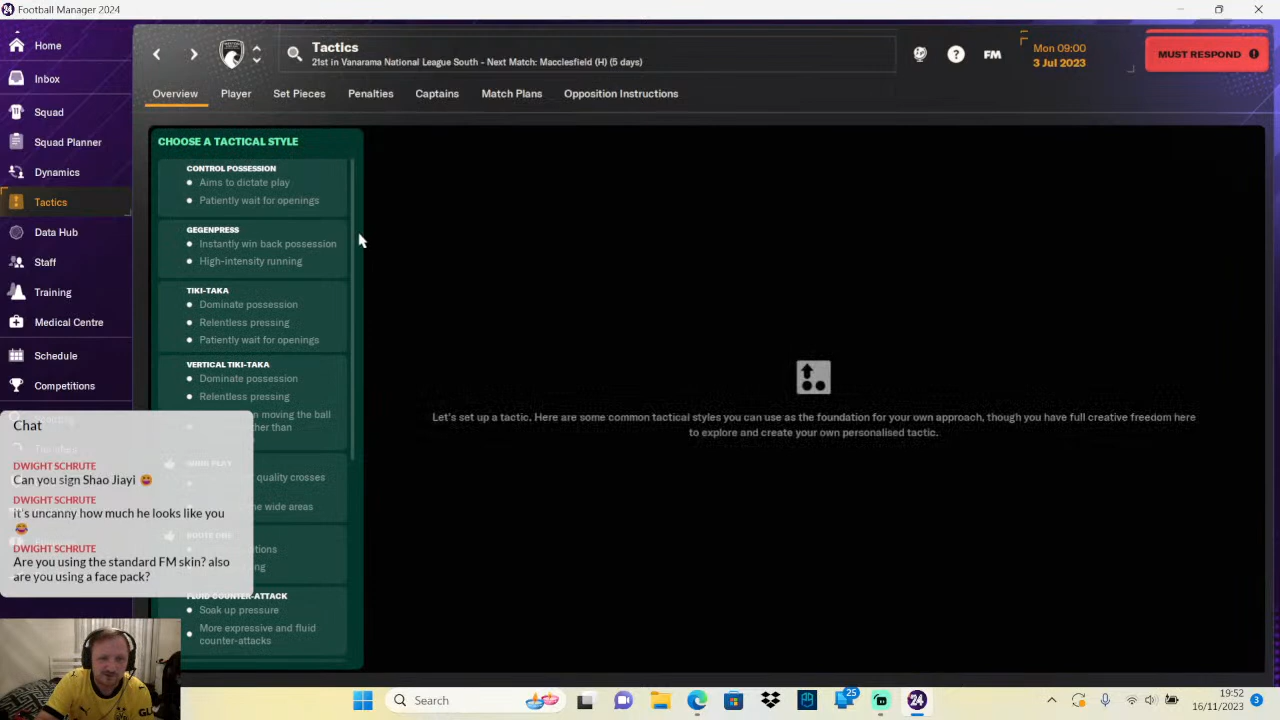 24 Football Manager 2024
Home
Inbox
Squad
Squad Planner
Dynamics
Tactics
Data Hub
Staff
Training
Medical Centre
Schedule
Competitions
Tactics
21st in Vanarama National League South - Next Match: Macclesfield (H) (5 days)
FM
Mon 09:00
3 Jul 2023
MUST RESPOND
Overview Player Set Pieces Penalties Captains Match Plans Opposition Instructions
CHOOSE A TACTICAL STYLE
CONTROL POSSESSION
Aims to dictate play
Patiently wait for openings
GEGENPRESS
Instantly win back possession
High-intensity running
TIKI-TAKA
Dominate possession
Relentless pressing
Patiently wait for openings
VERTICAL TIKI-TAKA
Dominate possession
Relentless pressing
moving the ball
quality crosses
wide areas
ROUTE ONE
FLUID COUNTER-ATTACK
Soak up pressure
More expressive and fluid
counter-attacks
Let's set up a tactic. Here are some common tactical styles you can use as the foundation for your own approach, though you have full creative freedom here
to explore and create your own personalised tactic.
Chat
DWIGHT SCHRUTE
Can you sign Shao Jiayi 😆
DWIGHT SCHRUTE
it's uncanny how much he looks like you
😂
DWIGHT SCHRUTE
Are you using the standard FM skin? also
are you using a face pack?
Search
25
24
19:52
16/11/2023
3